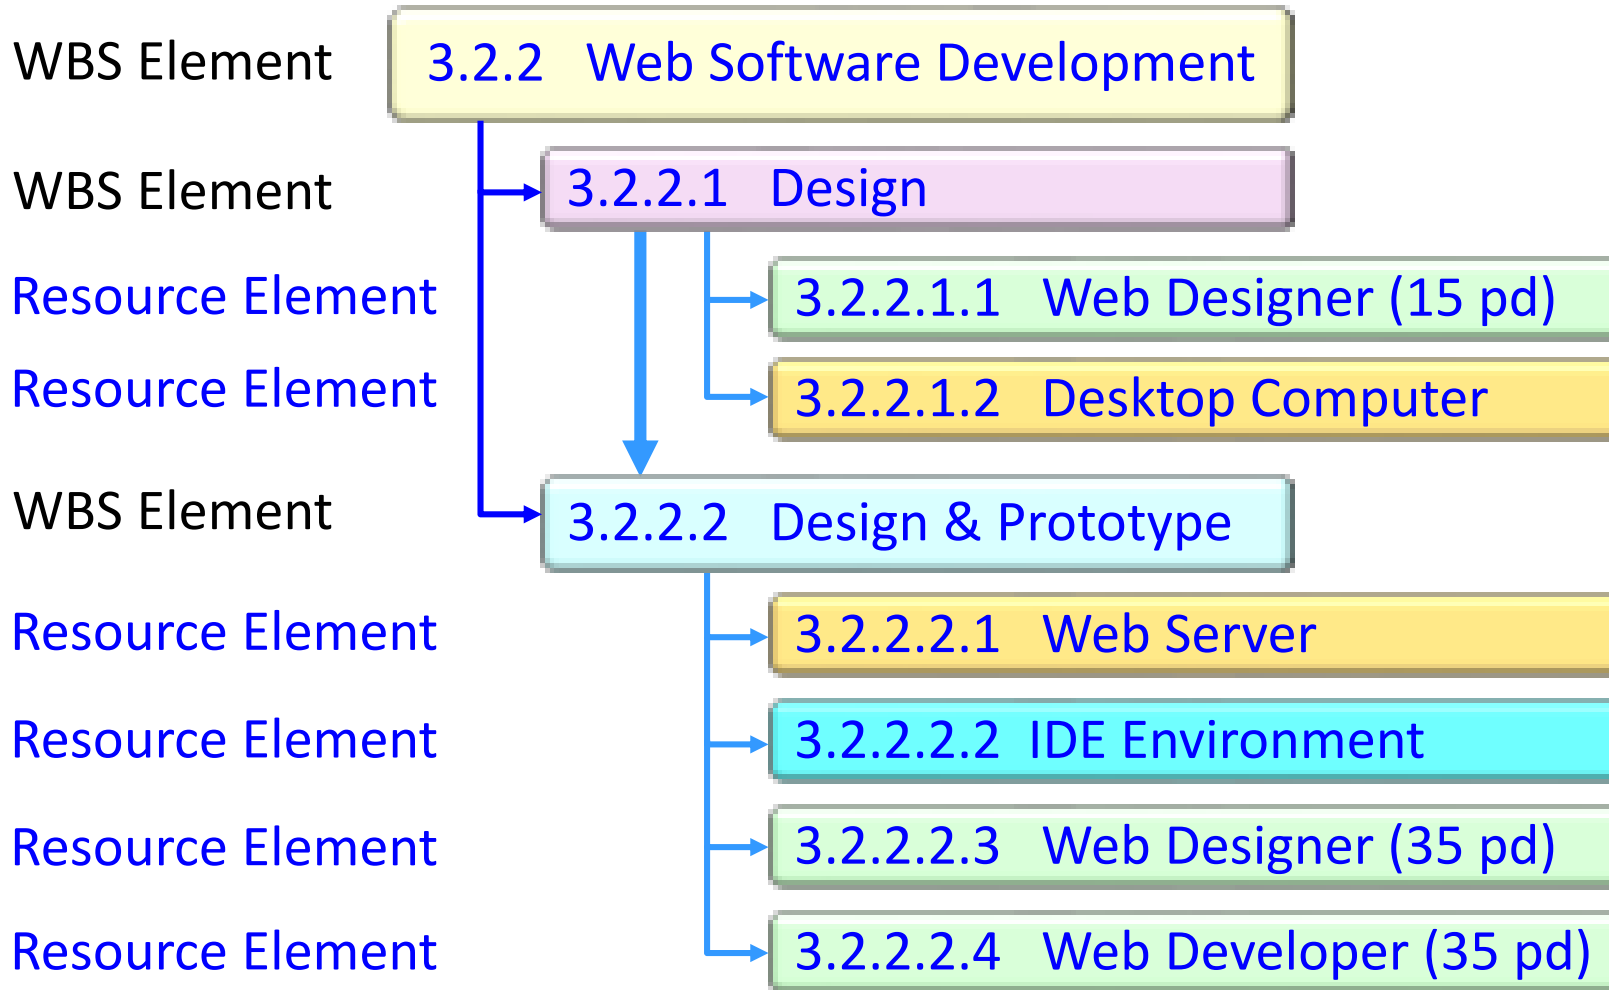 WBS Element 3.2.2 Web Software Development
WBS Element 3.2.2.1 Design
Resource Element 3.2.2.1.1 Web Designer (15 pd)
Resource Element 3.2.2.1.2 Desktop Computer
WBS Element 3.2.2.2 Design & Prototype
Resource Element 3.2.2.2.1 Web Server
Resource Element 3.2.2.2.2 IDE Environment
Resource Element 3.2.2.2.3 Web Designer (35 pd)
Resource Element 3.2.2.2.4 Web Developer (35 pd)